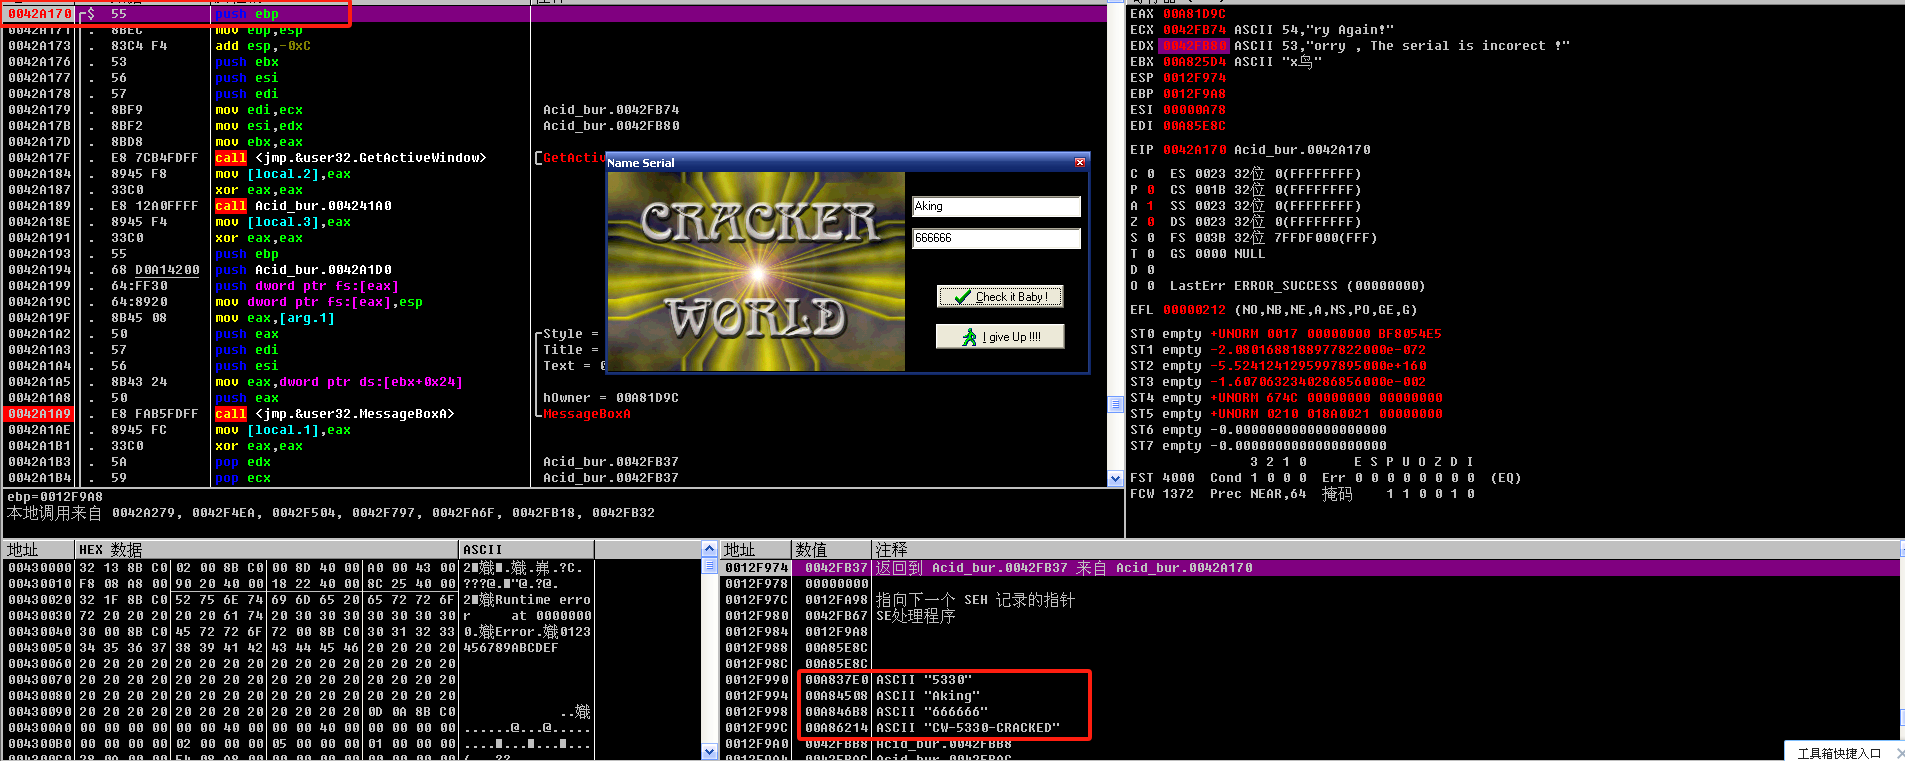 0042A170 $ 55 push ebp
0042A171 . 8BEC mov ebp,esp
0042A173 . 83C4 F4 add esp,-0xC
0042A176 . 53 push ebx
0042A177 . 56 push esi
0042A178 . 57 push edi
0042A179 . 8BF9 mov edi,ecx Acid_bur.0042FB74
0042A17B . 8BF2 mov esi,edx Acid_bur.0042FB80
0042A17D . 8BD8 mov ebx,eax
0042A17F . E8 7CB4FDFF call <jmp.&user32.GetActiveWindow>
0042A184 . 8945 F8 mov [local.2],eax
0042A187 . 33C0 xor eax,eax
0042A189 . E8 12A0FFFF call Acid_bur.004241A0
0042A18E . 8945 F4 mov [local.3],eax
0042A191 . 33C0 xor eax,eax
0042A193 . 55 push ebp
0042A194 . 68 D0A14200 push Acid_bur.0042A1D0
0042A199 . 64:FF30 push dword ptr fs:[eax]
0042A19C . 64:8920 mov dword ptr fs:[eax],esp
0042A19F . 8B45 08 mov eax,[arg.1]
0042A1A2 . 50 push eax Style =
0042A1A3 . 57 push edi Title =
0042A1A4 . 56 push esi Text =
0042A1A5 . 8B43 24 mov eax,dword ptr ds:[ebx+0x24]
0042A1A8 . 50 push eax hOwner = 00A81D9C
0042A1A9 . E8 FAB5FDFF call <jmp.&user32.MessageBoxA> MessageBoxA
0042A1AE . 8945 FC mov [local.1],eax
0042A1B1 . 33C0 xor eax,eax
0042A1B3 . 5A pop edx Acid_bur.0042FB37
0042A1B4 . 59 pop ecx Acid_bur.0042FB37
ebp=0012F9A8
本地调用来自 0042A279, 0042F4EA, 0042F504, 0042F797, 0042FA6F, 0042FB18, 0042FB32
Name Serial
CRACKER
WORLD
Aking
666666
Check it Baby !
I give Up !!!!
EAX 00A81D9C
ECX 0042FB74 ASCII 54,"ry Again!"
EDX 0042FB80 ASCII 53,"orry , The serial is incorect !"
EBX 00A825D4 ASCII "x鸟"
ESP 0012F974
EBP 0012F9A8
ESI 00000A78
EDI 00A85E8C
EIP 0042A170 Acid_bur.0042A170
C 0 ES 0023 32位 0(FFFFFFFF)
P 0 CS 001B 32位 0(FFFFFFFF)
A 1 SS 0023 32位 0(FFFFFFFF)
Z 0 DS 0023 32位 0(FFFFFFFF)
S 0 FS 003B 32位 7FFDF000(FFF)
T 0 GS 0000 NULL
D 0
O 0 LastErr ERROR_SUCCESS (00000000)
EFL 00000212 (NO,NB,NE,A,NS,PO,GE,G)
ST0 empty +UNORM 0017 00000000 BF8054E5
ST1 empty -2.0801688188977822000e-072
ST2 empty -5.5241241295997895000e+160
ST3 empty -1.6070632340286856000e-002
ST4 empty +UNORM 674C 00000000 00000000
ST5 empty +UNORM 0210 018A0021 00000000
ST6 empty -0.0000000000000000000
ST7 empty -0.0000000000000000000
3 2 1 0 E S P U O Z D I
FST 4000 Cond 1 0 0 0 Err 0 0 0 0 0 0 0 0 (EQ)
FCW 1372 Prec NEAR,64 掩码 1 1 0 0 1 0
地址 HEX 数据 ASCII
00430000 32 13 8B C0 02 00 8B C0 00 8D 40 00 A0 00 43 00
00430010 F8 08 A8 00 90 20 40 00 18 22 40 00 8C 25 40 00
00430020 32 1F 8B C0 52 75 6E 74 69 6D 65 20 65 72 72 6F Runtime erro
00430030 72 20 20 20 20 20 61 74 20 30 30 30 30 30 30 30 r at 0000000
00430040 30 00 8B C0 45 72 72 6F 72 00 8B C0 30 31 32 33 0.媺Error.媺0123
00430050 34 35 36 37 38 39 41 42 43 44 45 46 20 20 20 20 456789ABCDEF
00430060 20 20 20 20 20 20 20 20 20 20 20 20 20 20 20 20
00430070 20 20 20 20 20 20 20 20 20 20 20 20 20 20 20 20
00430080 20 20 20 20 20 20 20 20 20 20 20 20 20 20 20 20
00430090 20 20 20 20 20 20 20 20 20 20 20 20 0D 0A 8B C0
004300A0 00 00 00 00 00 00 40 00 00 00 40 00 00 00 00 00 ......@...@.....
004300B0 00 00 00 00 02 00 00 00 05 00 00 00 01 00 00 00
地址 数值 注释
0012F974 0042FB37 返回到 Acid_bur.0042FB37 来自 Acid_bur.0042A170
0012F978 00000000
0012F97C 0012FA98 指向下一个 SEH 记录的指针
0012F980 0042FB67 SE处理程序
0012F984 0012F9A8
0012F988 00A85E8C
0012F98C 00A85E8C
0012F990 00A837E0 ASCII "5330"
0012F994 00A84508 ASCII "Aking"
0012F998 00A846B8 ASCII "666666"
0012F99C 00A86214 ASCII "CW-5330-CRACKED"
0012F9A0 0042FBB8 Acid_bur.0042FBB8
工具箱快捷入口